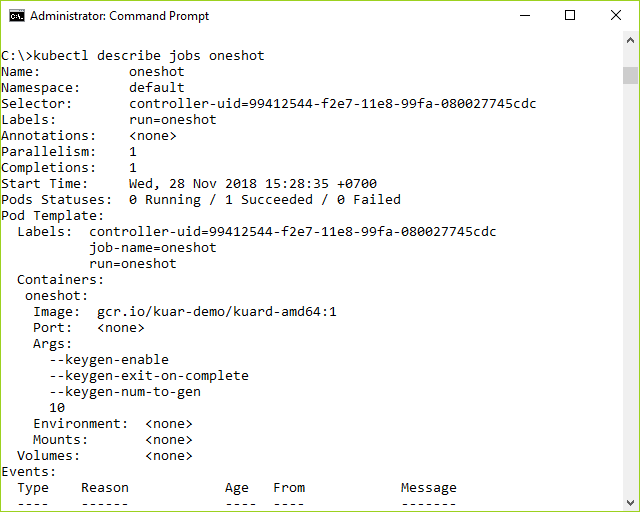 Administrator: Command Prompt
C:\>kubectl describe jobs oneshot
Name:           oneshot
Namespace:      default
Selector:       controller-uid=99412544-f2e7-11e8-99fa-080027745cdc
Labels:         run=oneshot
Annotations:    <none>
Parallelism:    1
Completions:    1
Start Time:     Wed, 28 Nov 2018 15:28:35 +0700
Pods Statuses:  0 Running / 1 Succeeded / 0 Failed
Pod Template:
  Labels:  controller-uid=99412544-f2e7-11e8-99fa-080027745cdc
           job-name=oneshot
           run=oneshot
  Containers:
   oneshot:
    Image:  gcr.io/kuar-demo/kuard-amd64:1
    Port:   <none>
    Args:
      --keygen-enable
      --keygen-exit-on-complete
      --keygen-num-to-gen
      10
    Environment:  <none>
    Mounts:       <none>
  Volumes:        <none>
Events:
  Type    Reason            Age   From            Message
  ----    ------            ----  ----            -------